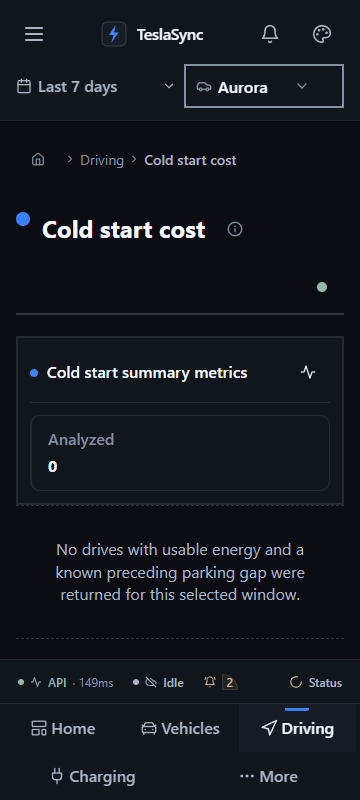 TeslaSync
Last 7 days
Aurora
Driving
Cold start cost
Cold start cost
Cold start summary metrics
Analyzed
0
No drives with usable energy and a
known preceding parking gap were
returned for this selected window.
API · 149ms
Idle
2
Status
Home
Vehicles
Driving
Charging
More